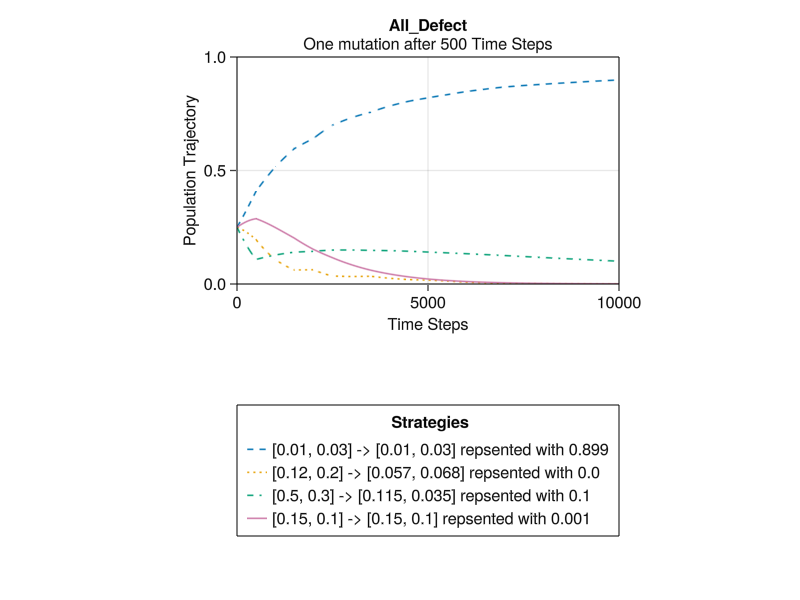 All_Defect
One mutation after 500 Time Steps
Population Trajectory
1.0
0.5
0.0
0
5000
10000
Time Steps
Strategies
[0.01, 0.03] -> [0.01, 0.03] repsented with 0.899
[0.12, 0.2] -> [0.057, 0.068] repsented with 0.0
[0.5, 0.3] -> [0.115, 0.035] repsented with 0.1
[0.15, 0.1] -> [0.15, 0.1] repsented with 0.001